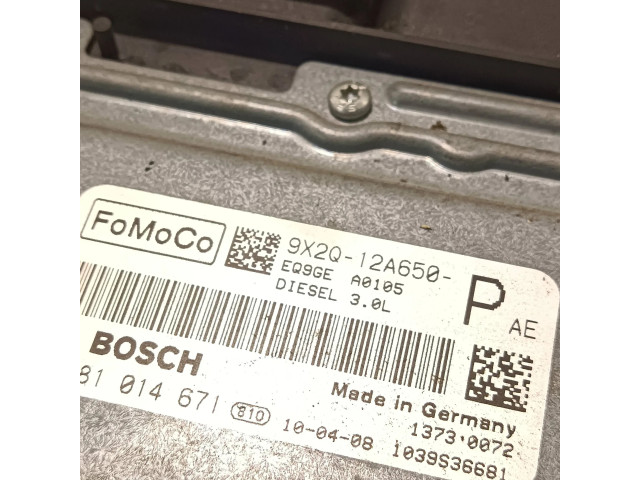 FoMoCo
9X2Q-12A650-
P AE
EQ9GE A0105
DIESEL 3.0L
BOSCH
81 014 671 810
Made in Germany
10-04-08
1373'0072
1039S36681